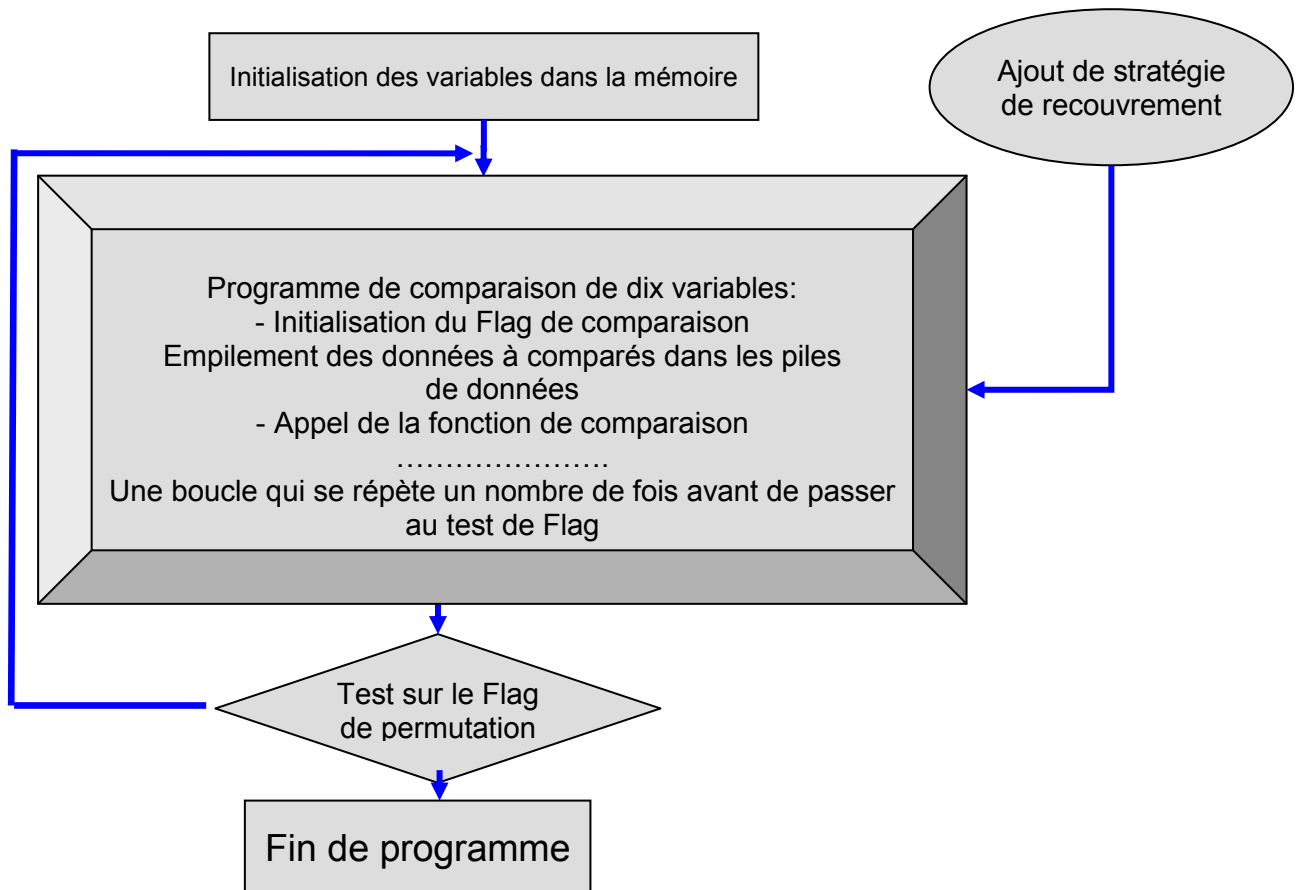 Initialisation des variables dans la mémoire
Ajout de stratégie
de recouvrement
Programme de comparaison de dix variables:
- Initialisation du Flag de comparaison
Empilement des données à comparés dans les piles
de données
- Appel de la fonction de comparaison
…………………….
Une boucle qui se répète un nombre de fois avant de passer
au test de Flag
Test sur le Flag
de permutation
Fin de programme